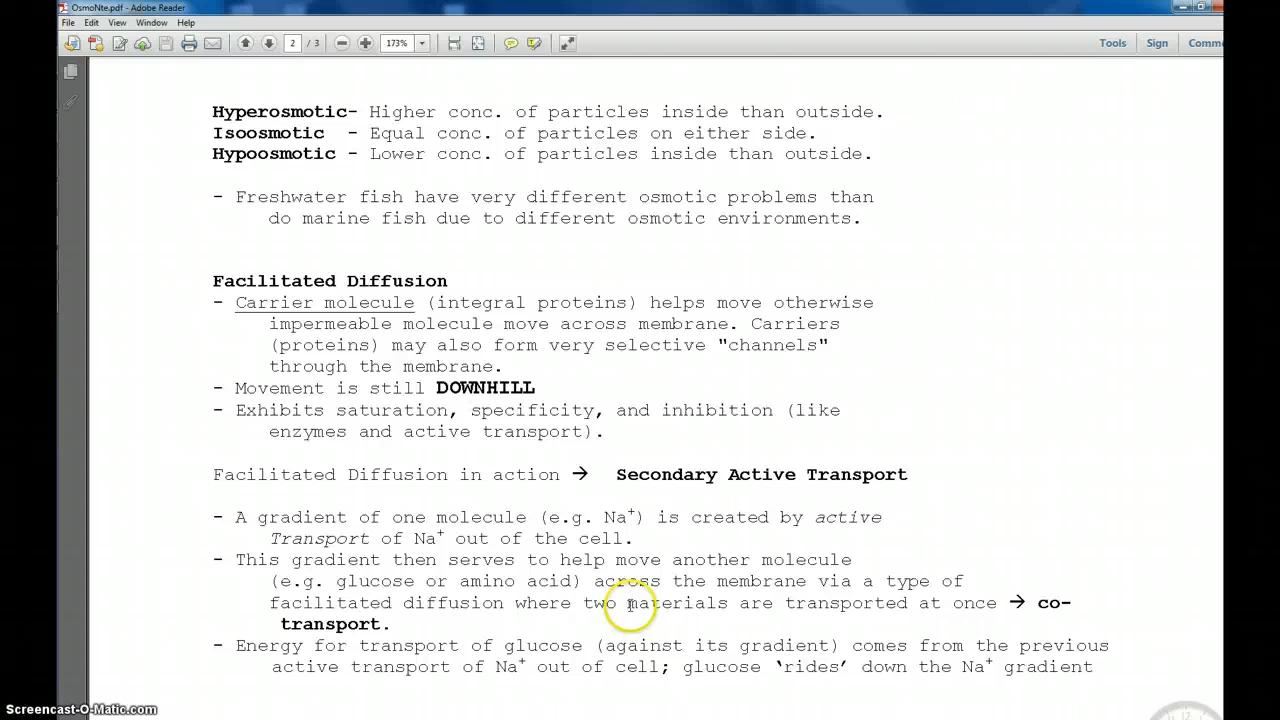 OsmoNte.pdf - Adobe Reader
File Edit View Window Help
2 / 3 173% Tools Sign Comme
Hyperosmotic- Higher conc. of particles inside than outside.
Isoosmotic - Equal conc. of particles on either side.
Hypoosmotic - Lower conc. of particles inside than outside.
- Freshwater fish have very different osmotic problems than
do marine fish due to different osmotic environments.
Facilitated Diffusion
- Carrier molecule (integral proteins) helps move otherwise
impermeable molecule move across membrane. Carriers
(proteins) may also form very selective "channels"
through the membrane.
- Movement is still DOWNHILL
- Exhibits saturation, specificity, and inhibition (like
enzymes and active transport).
Facilitated Diffusion in action → Secondary Active Transport
- A gradient of one molecule (e.g. Na⁺) is created by active
Transport of Na⁺ out of the cell.
- This gradient then serves to help move another molecule
(e.g. glucose or amino acid) across the membrane via a type of
facilitated diffusion where two materials are transported at once → co-
transport.
- Energy for transport of glucose (against its gradient) comes from the previous
active transport of Na⁺ out of cell; glucose ‘rides’ down the Na⁺ gradient
Screencast-O-Matic.com